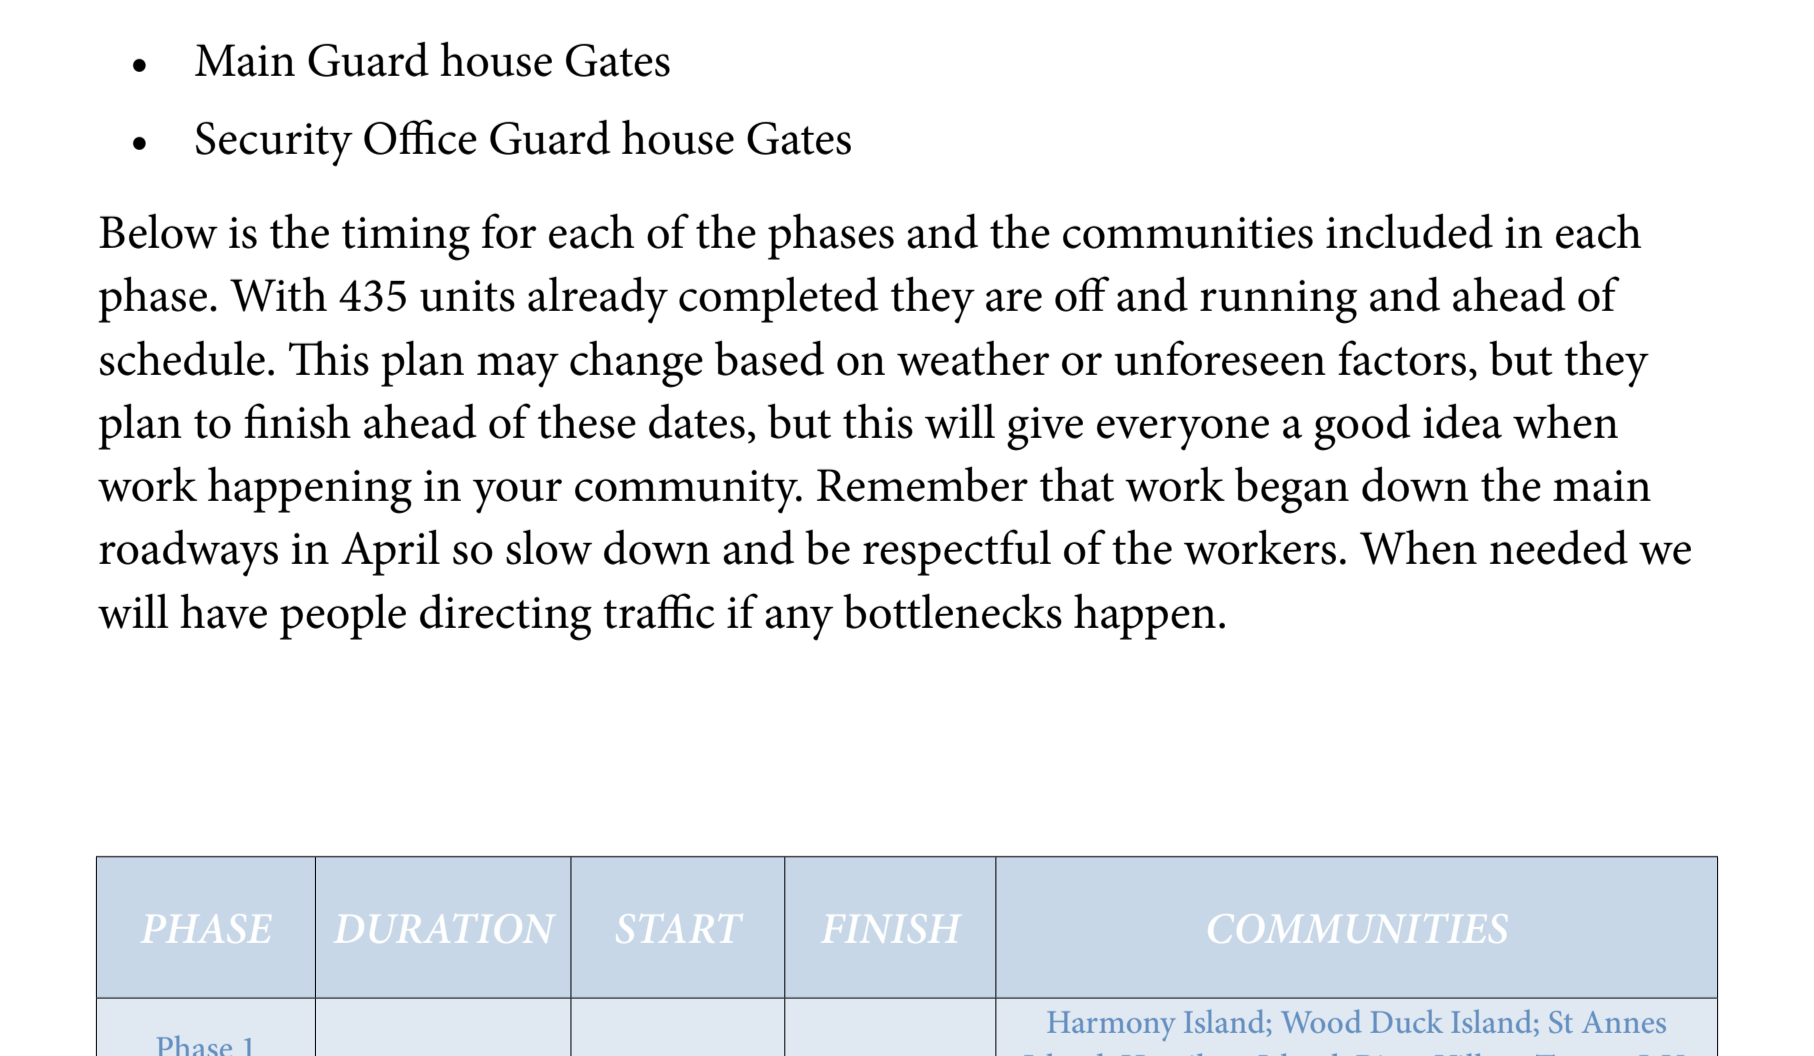 • Main Guard house Gates
• Security Office Guard house Gates
Below is the timing for each of the phases and the communities included in each
phase. With 435 units already completed they are off and running and ahead of
schedule. This plan may change based on weather or unforeseen factors, but they
plan to finish ahead of these dates, but this will give everyone a good idea when
work happening in your community. Remember that work began down the main
roadways in April so slow down and be respectful of the workers. When needed we
will have people directing traffic if any bottlenecks happen.
PHASE DURATION START FINISH COMMUNITIES
Harmony Island; Wood Duck Island; St Annes
Phase 1